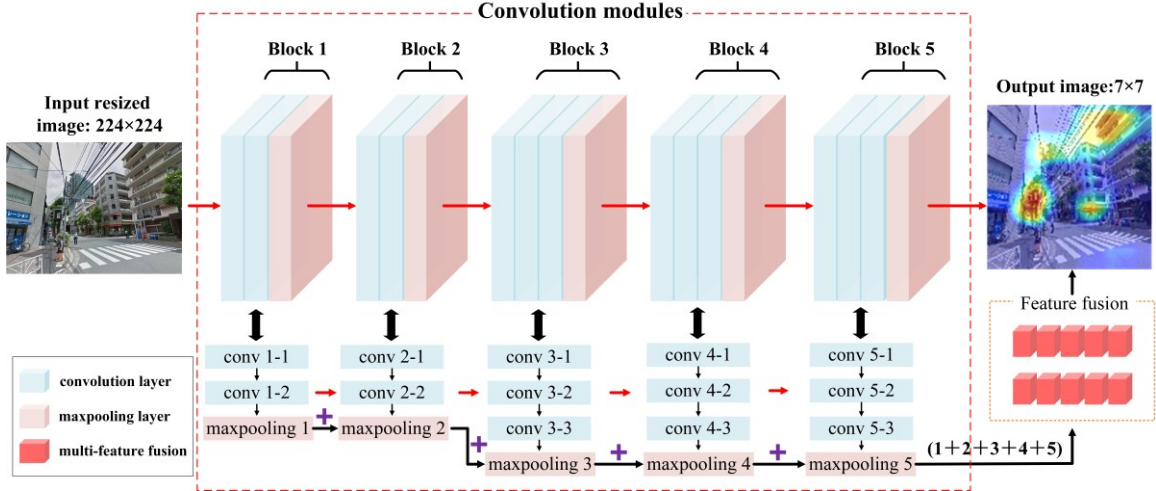 Convolution modules
Block 1
Block 2
Block 3
Block 4
Block 5
Input resized
image: 224×224
Output image:7×7
Feature fusion
conv 1-1
conv 2-1
conv 3-1
conv 4-1
conv 5-1
conv 1-2
conv 2-2
conv 3-2
conv 4-2
conv 5-2
maxpooling 1
+
maxpooling 2
conv 3-3
conv 4-3
conv 5-3
+
maxpooling 3
+
maxpooling 4
+
maxpooling 5
(1+2+3+4+5)
convolution layer
maxpooling layer
multi-feature fusion